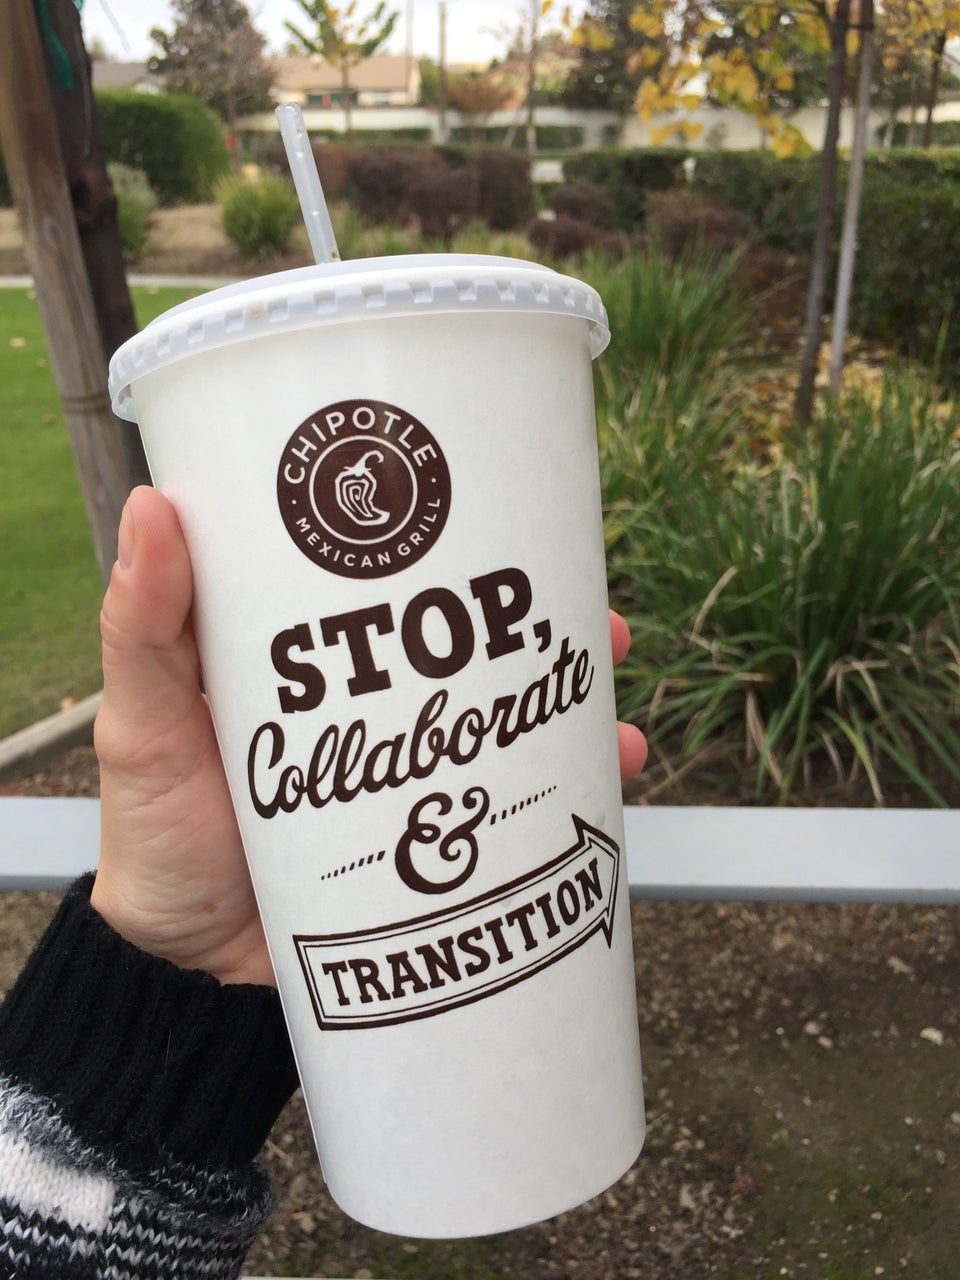 CHIPOTLE
MEXICAN GRILL
STOP,
Collaborate
&
TRANSITION